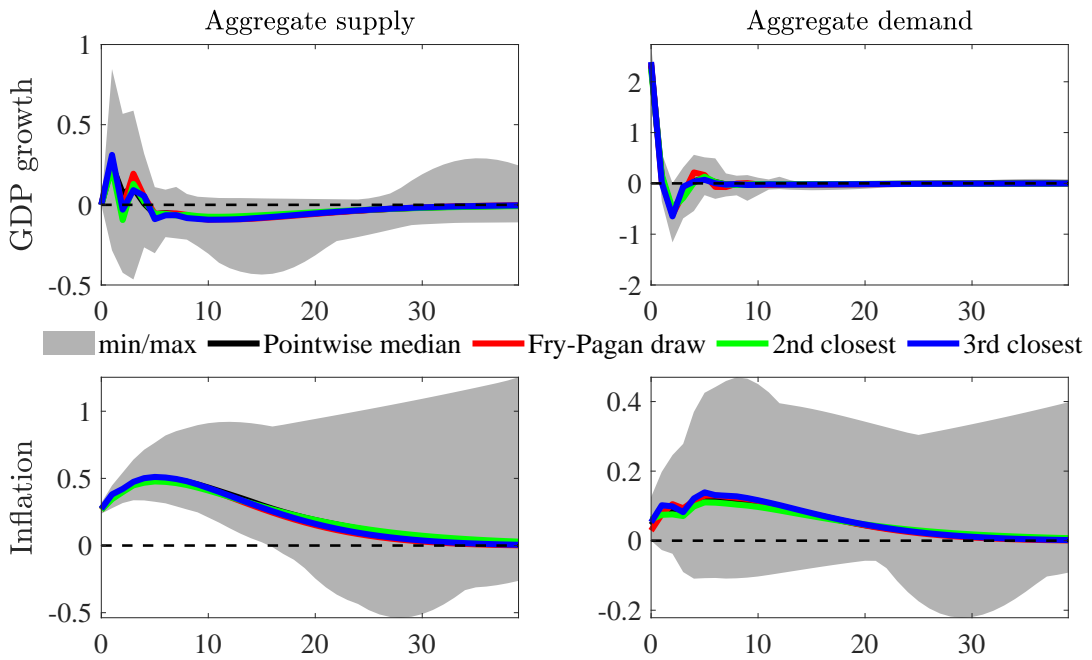 Aggregate supply
Aggregate demand
GDP growth
1
0.5
0
-0.5
0 10 20 30
2
1
0
-1
-2
0 10 20 30
min/max Pointwise median Fry-Pagan draw 2nd closest 3rd closest
Inflation
1
0.5
0
-0.5
0 10 20 30
0.4
0.2
0
-0.2
0 10 20 30